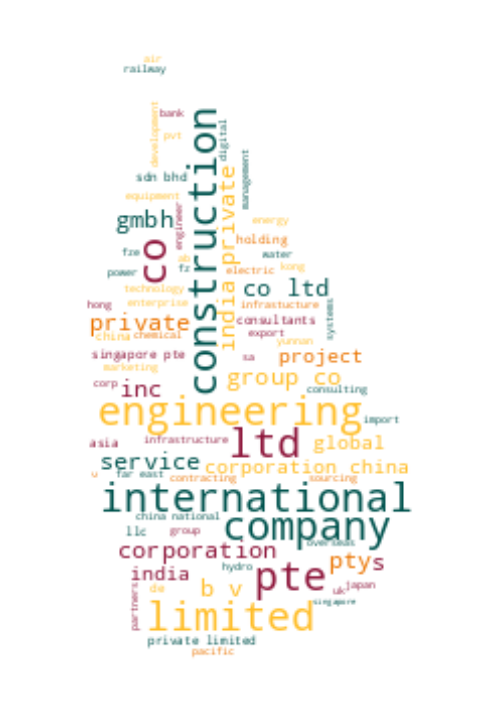 air
railway
development
bank
pvt
construction
digital
management
sdn bhd
equipment
engineer
india private
gmbh
energy
co
holding
fze
ab
water
power
fz
electric
kong
technology
co ltd
hong
enterprise
infrastucture
systems
private
consultants
china
chemical
export
yunnan
singapore pte
sa
project
marketing
group co
corp
inc
consulting
engineering
import
asia
infrastructure
ltd
global
service
corporation china
v
far east
contracting
sourcing
international
china national
company
llc
group
overseas
corporation
ptys
hydro
india
pte
partners
de
b v
uk
japan
limited
singapore
private limited
pacific